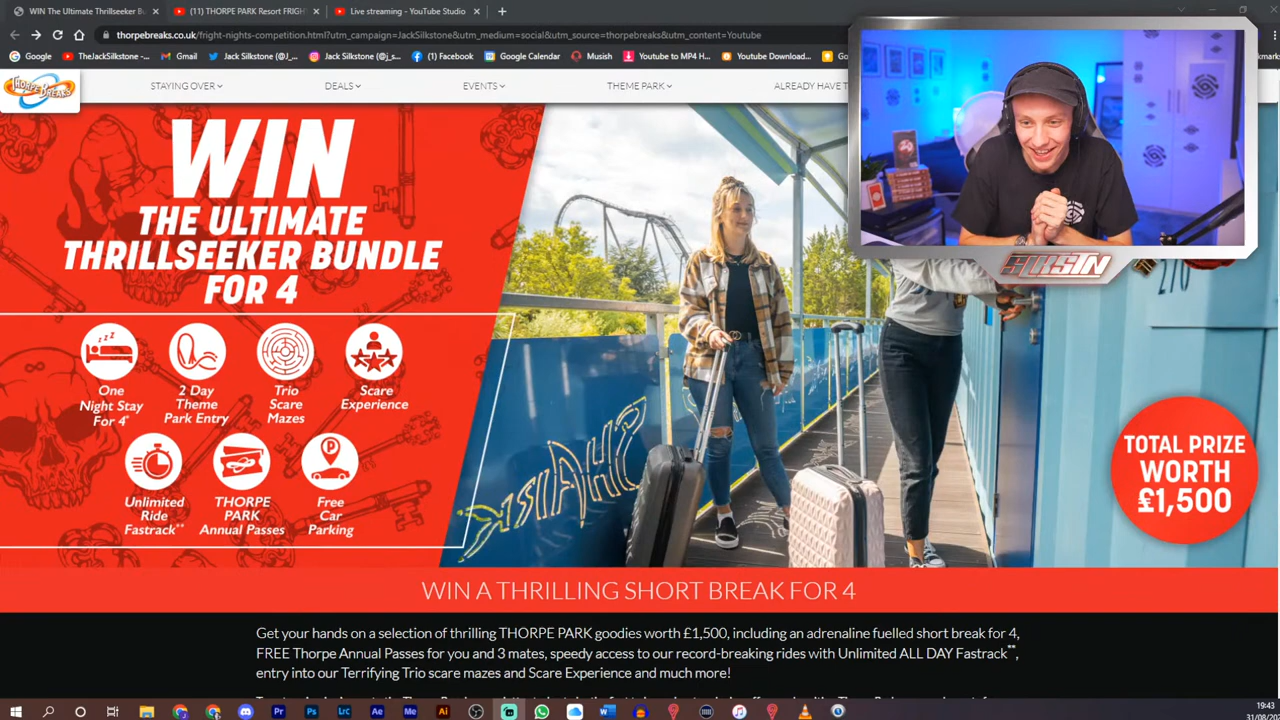 WIN The Ultimate Thrillseeker B
(11) THORPE PARK Resort FRIGH
Live streaming - YouTube Studio
thorpebreaks.co.uk/fright-nights-competition.html?utm_campaign=JackSilkstone&utm_medium=social&utm_source=thorpebreaks&utm_content=Youtube
Google
TheJackSilkstone -...
Gmail
Jack Silkstone (@J_...
Jack Silkstone (@j_s...
(1) Facebook
Google Calendar
Musish
Youtube to MP4 H...
Youtube Download...
Goo
THORPE BREAKS
STAYING OVER
DEALS
EVENTS
THEME PARK
ALREADY HAVE T
WIN
THE ULTIMATE
THRILLSEEKER BUNDLE
FOR 4
One
Night Stay
For 4*
2 Day
Theme
Park Entry
Trio
Scare
Mazes
Scare
Experience
Unlimited
Ride
Fastrack**
THORPE
PARK
Annual Passes
Free
Car
Parking
SLKSTN
TOTAL PRIZE
WORTH
£1,500
WIN A THRILLING SHORT BREAK FOR 4
Get your hands on a selection of thrilling THORPE PARK goodies worth £1,500, including an adrenaline fuelled short break for 4,
FREE Thorpe Annual Passes for you and 3 mates, speedy access to our record-breaking rides with Unlimited ALL DAY Fastrack**,
entry into our Terrifying Trio scare mazes and Scare Experience and much more!
19:43